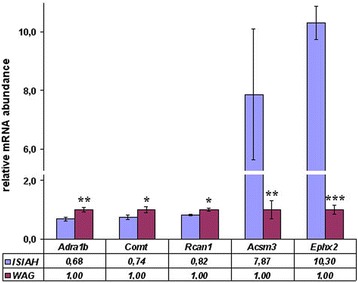 relative mRNA abundance
10,0
8,0
6,0
2,0
0,0
** * * ** ***
Adra1b Comt Rcan1 Acsm3 Ephx2
ISIAH 0,68 0,74 0,82 7,87 10,30
WAG 1.00 1.00 1.00 1.00 1.00